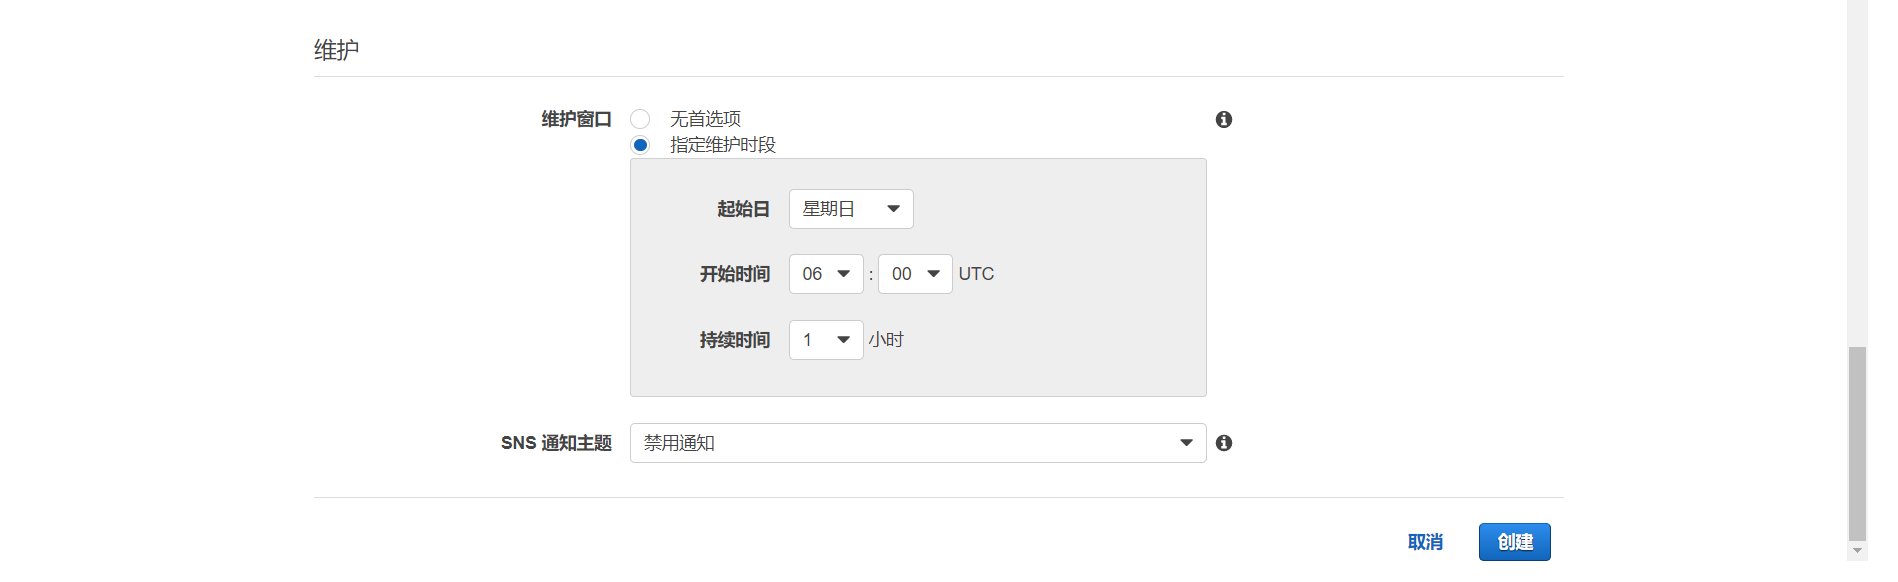 维护
维护窗口 无首选项
指定维护时段
起始日 星期日
开始时间 06 : 00 UTC
持续时间 1 小时
SNS 通知主题 禁用通知
取消 创建